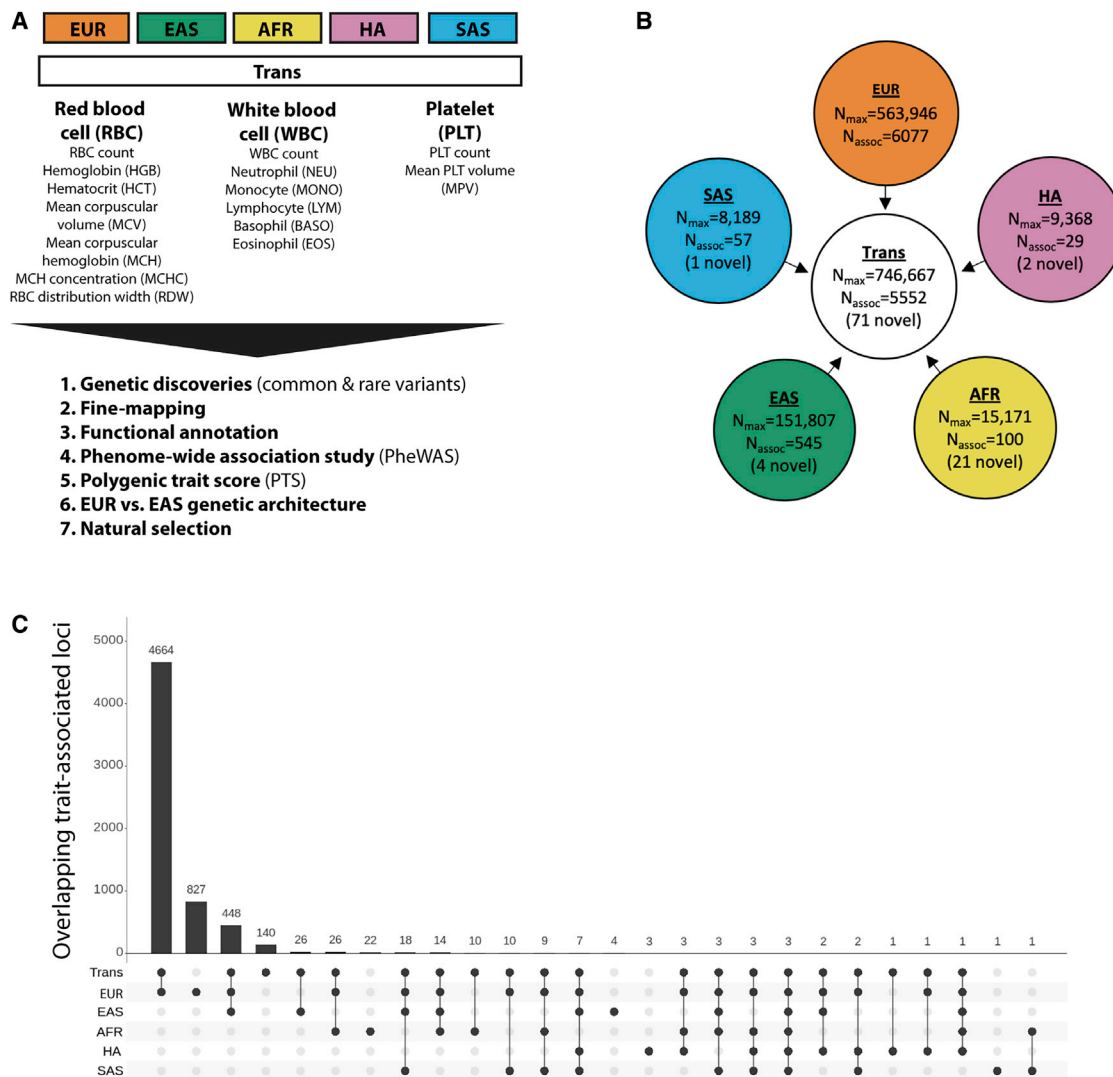 A
EUR EAS AFR HA SAS
Trans
Red blood
cell (RBC)
RBC count
Hemoglobin (HGB)
Hematocrit (HCT)
Mean corpuscular
volume (MCV)
Mean corpuscular
hemoglobin (MCH)
MCH concentration (MCHC)
RBC distribution width (RDW)
White blood
cell (WBC)
WBC count
Neutrophil (NEU)
Monocyte (MONO)
Lymphocyte (LYM)
Basophil (BASO)
Eosinophil (EOS)
Platelet
(PLT)
PLT count
Mean PLT volume
(MPV)
1. Genetic discoveries (common & rare variants)
2. Fine-mapping
3. Functional annotation
4. Phenome-wide association study (PheWAS)
5. Polygenic trait score (PTS)
6. EUR vs. EAS genetic architecture
7. Natural selection
B
EUR
Nmax=563,946
Nassoc=6077
SAS
Nmax=8,189
Nassoc=57
(1 novel)
HA
Nmax=9,368
Nassoc=29
(2 novel)
Trans
Nmax=746,667
Nassoc=5552
(71 novel)
EAS
Nmax=151,807
Nassoc=545
(4 novel)
AFR
Nmax=15,171
Nassoc=100
(21 novel)
C
Overlapping trait-associated loci
5000
4000
3000
2000
1000
0
4664 827 448 140 26 26 22 18 14 10 10 9 7 4 3 3 3 3 3 2 2 1 1 1 1 1
Trans
EUR
EAS
AFR
HA
SAS